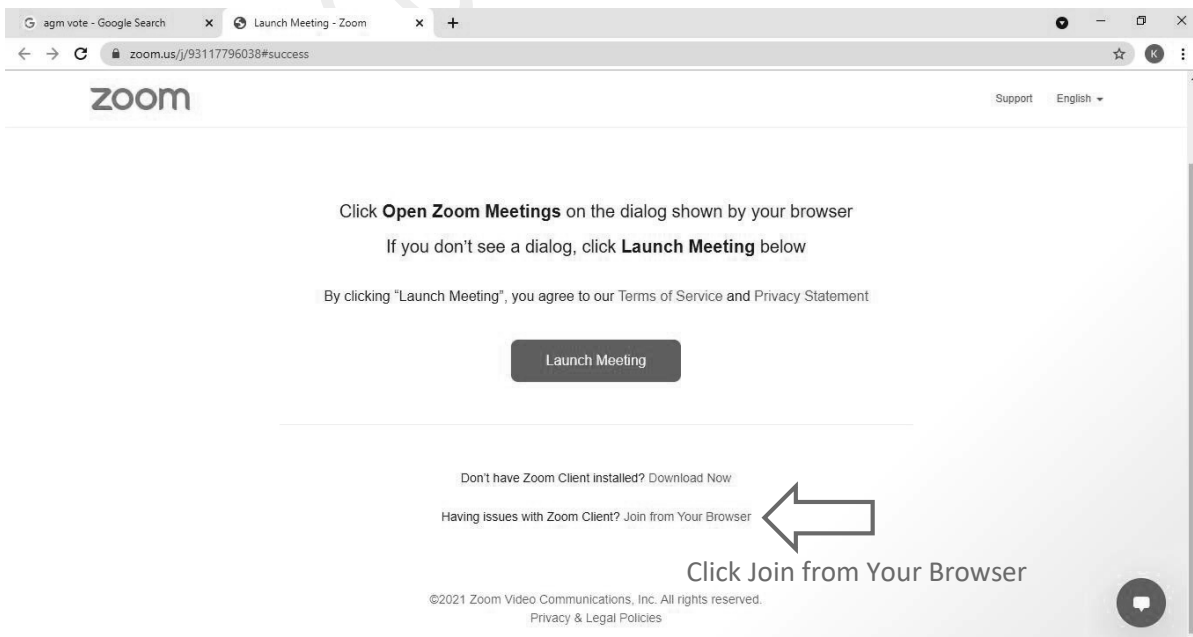 agm vote - Google Search
Launch Meeting - Zoom
zoom.us/j/93117796038#success
K
zoom
Support English
Click Open Zoom Meetings on the dialog shown by your browser
If you don't see a dialog, click Launch Meeting below
By clicking “Launch Meeting”, you agree to our Terms of Service and Privacy Statement
Launch Meeting
Don't have Zoom Client installed? Download Now
Having issues with Zoom Client? Join from Your Browser
Click Join from Your Browser
©2021 Zoom Video Communications, Inc. All rights reserved.
Privacy & Legal Policies